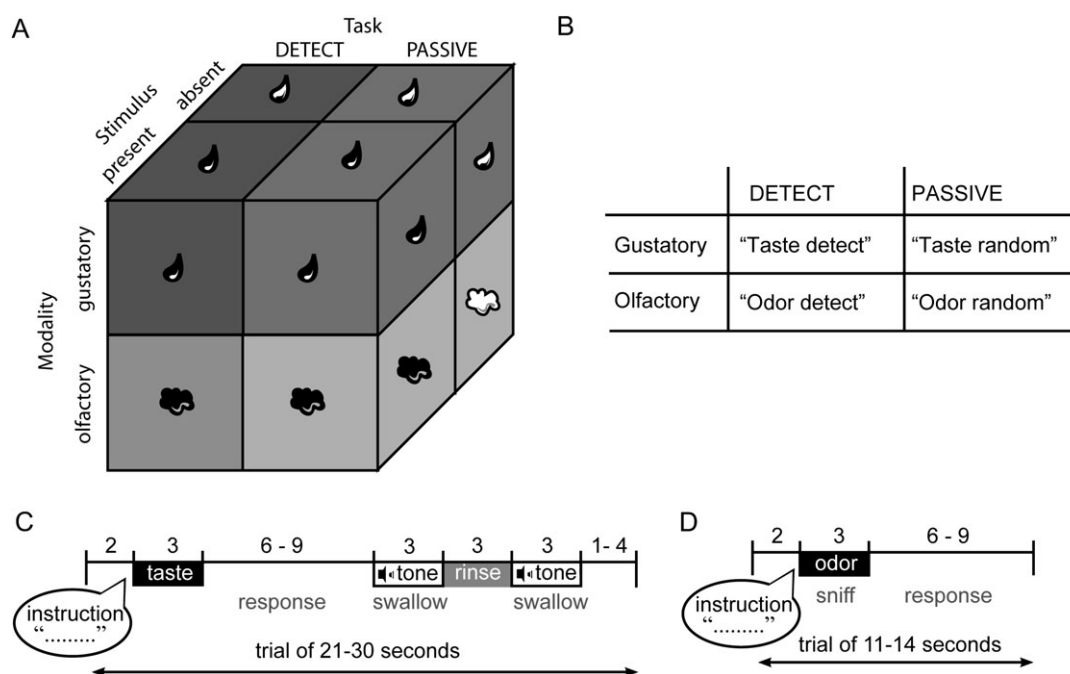 A
Task
DETECT PASSIVE
Stimulus
absent
present
Modality
gustatory
olfactory
B
DETECT PASSIVE
Gustatory “Taste detect” “Taste random”
Olfactory “Odor detect” “Odor random”
C
2 3 6 - 9 3 3 3 1- 4
taste tone rinse tone
response swallow swallow
instruction
“.........”
trial of 21-30 seconds
D
2 3 6 - 9
odor
sniff response
instruction
“.........”
trial of 11-14 seconds